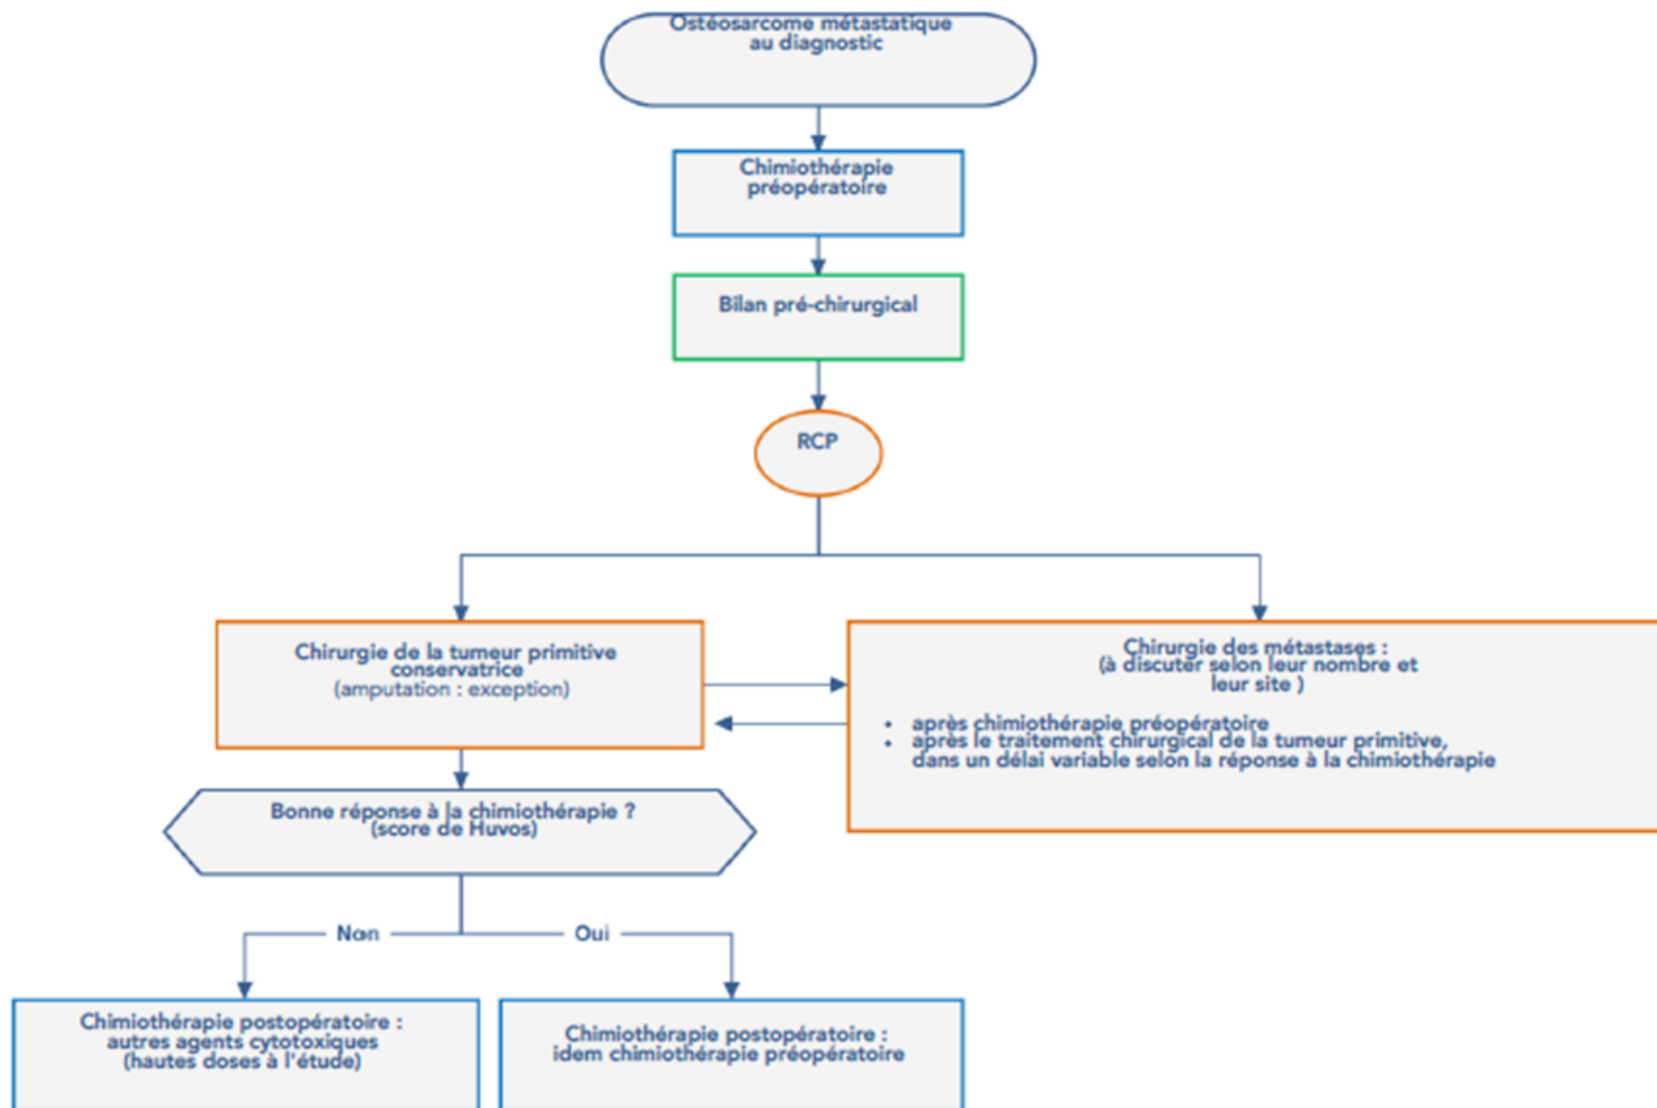 Ostéosarcome métastatique
au diagnostic
Chimiothérapie
préopératoire
Bilan pré-chirurgical
RCP
Chirurgie de la tumeur primitive
conservatrice
(amputation : exception)
Chirurgie des métastases :
(à discuter selon leur nombre et
leur site )
• après chimiothérapie préopératoire
• après le traitement chirurgical de la tumeur primitive,
dans un délai variable selon la réponse à la chimiothérapie
Bonne réponse à la chimiothérapie ?
(score de Huvos)
Non
Oui
Chimiothérapie postopératoire :
autres agents cytotoxiques
(hautes doses à l'étude)
Chimiothérapie postopératoire :
idem chimiothérapie préopératoire